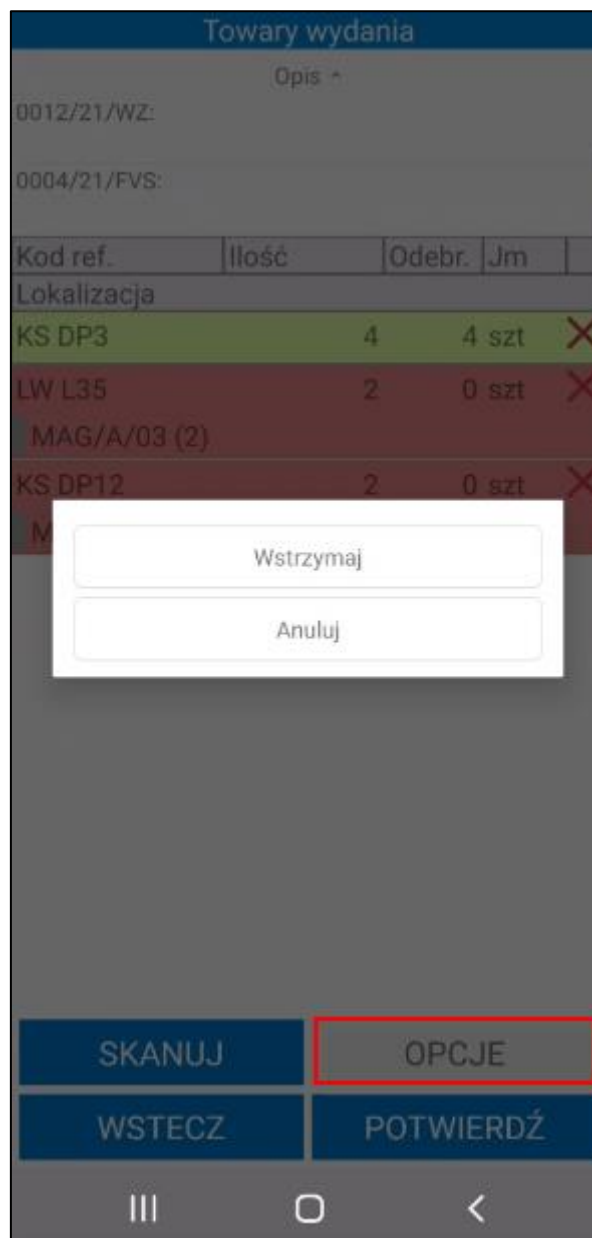 Towary wydania
Opis ^
0012/21/WZ:
0004/21/FVS:
Kod ref. Ilość Odebr. Jm
Lokalizacja
KS DP3 4 4 szt
LW L35 2 0 szt
MAG/A/03 (2)
KS DP12 2 0 szt
M
Wstrzymaj
Anuluj
SKANUJ OPCJE
WSTECZ POTWIERDŹ